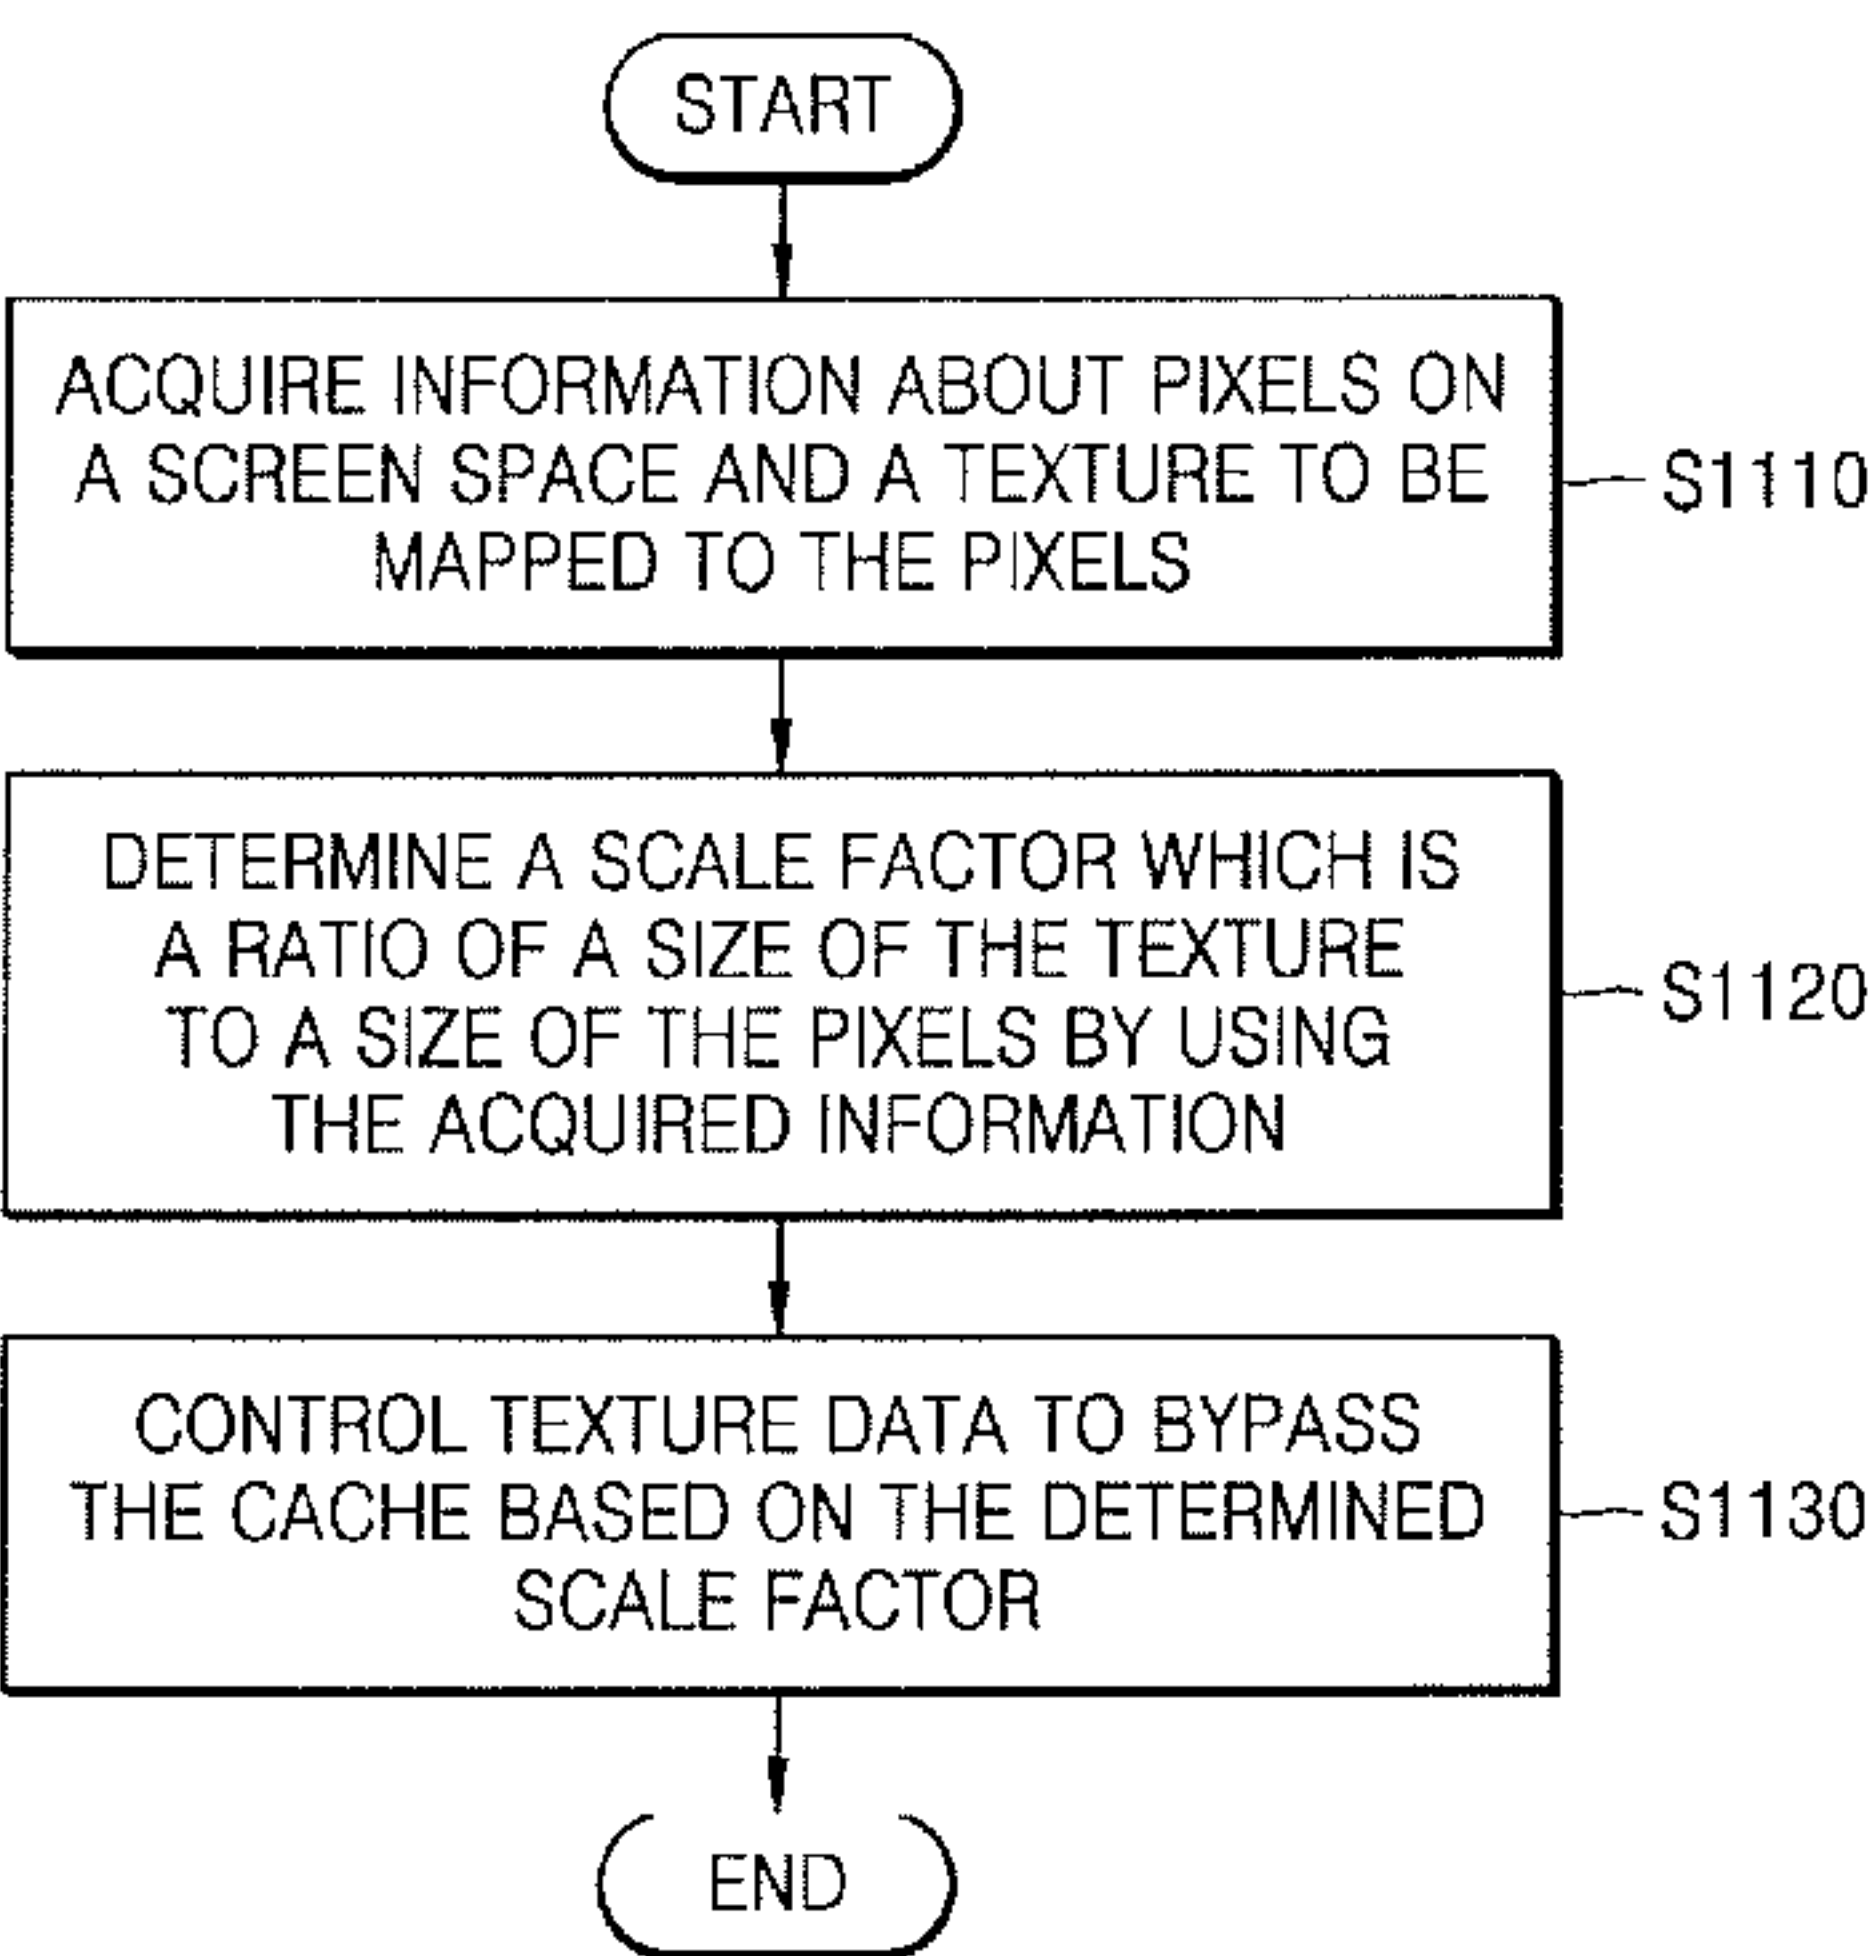 START
ACQUIRE INFORMATION ABOUT PIXELS ON
A SCREEN SPACE AND A TEXTURE TO BE
MAPPED TO THE PIXELS
S1110
DETERMINE A SCALE FACTOR WHICH IS
A RATIO OF A SIZE OF THE TEXTURE
TO A SIZE OF THE PIXELS BY USING
THE ACQUIRED INFORMATION
S1120
CONTROL TEXTURE DATA TO BYPASS
THE CACHE BASED ON THE DETERMINED
SCALE FACTOR
S1130
END